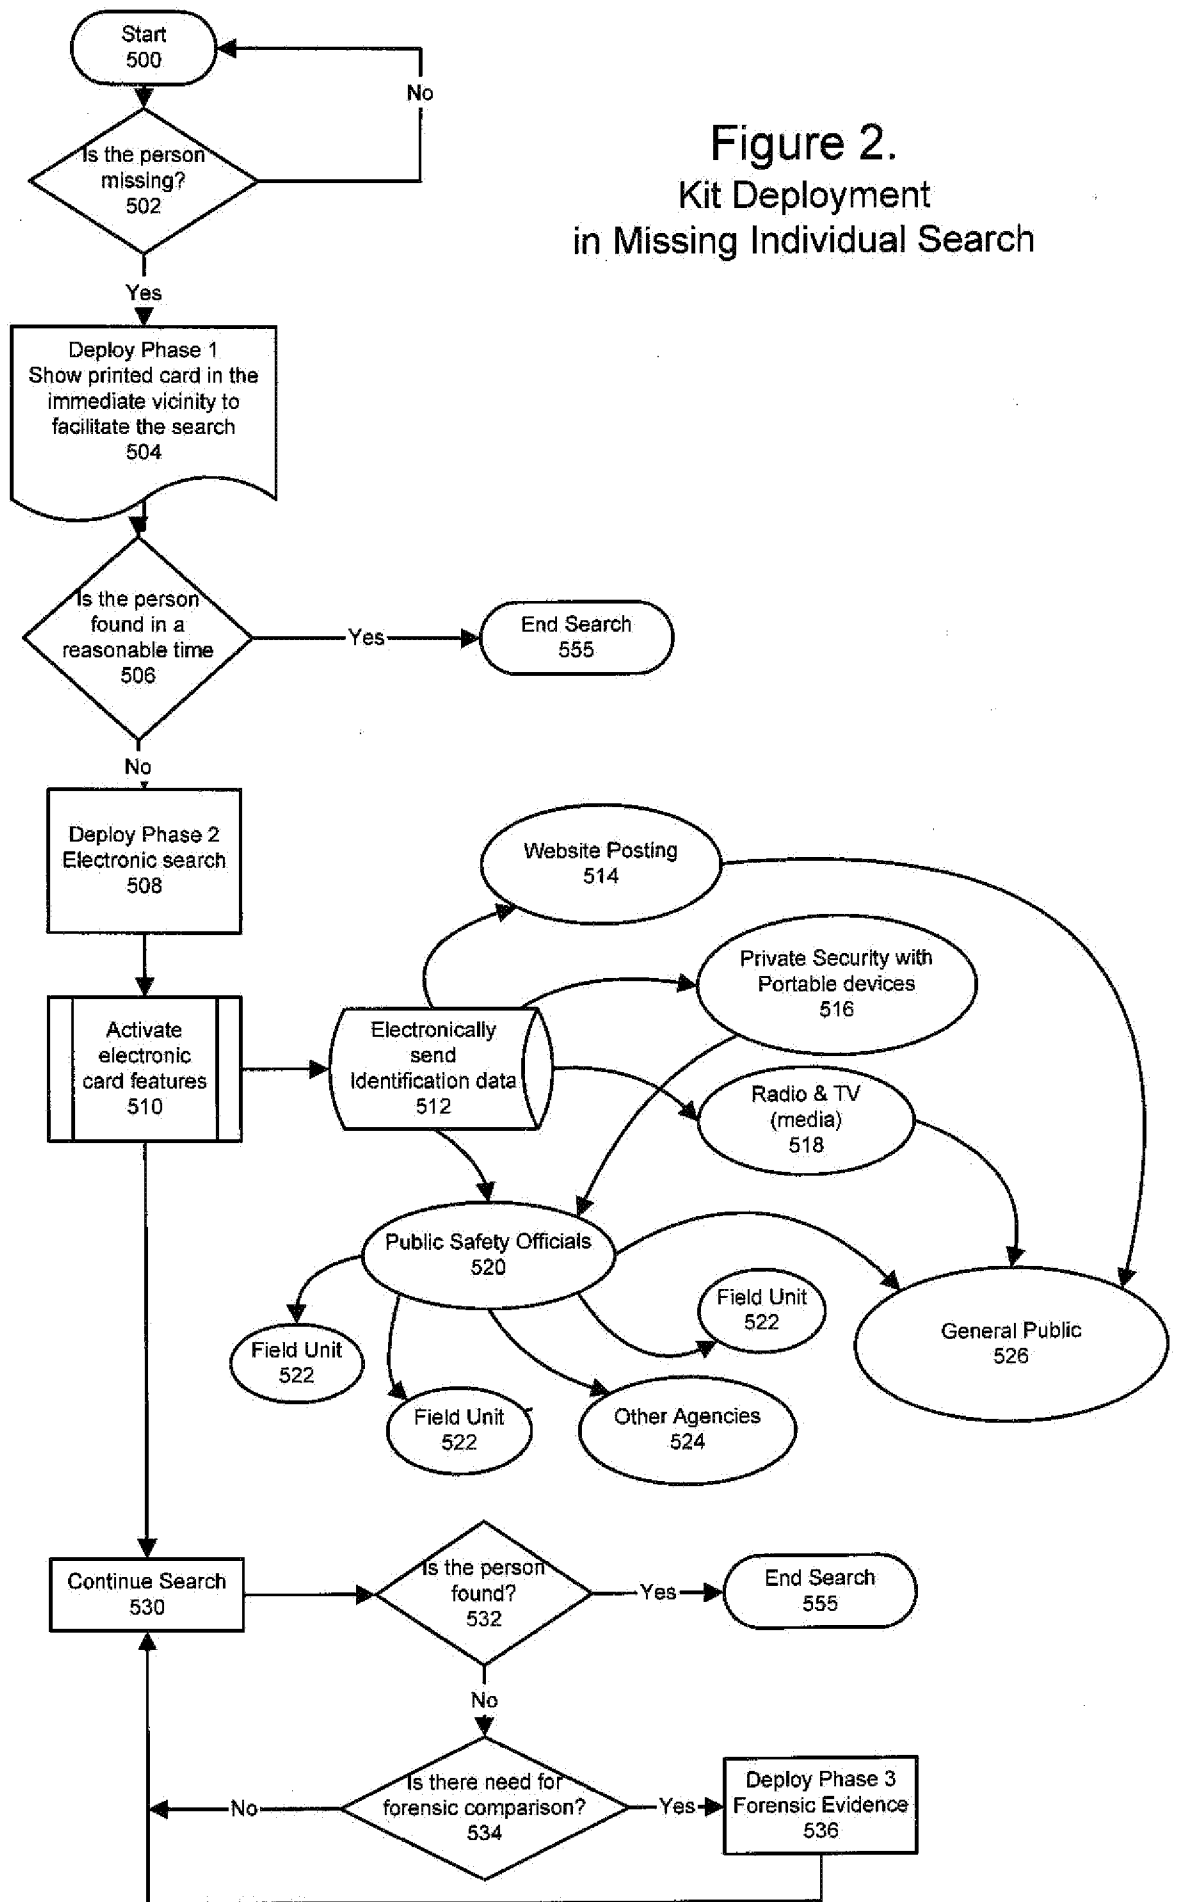 Start
500
No
Figure 2.
Kit Deployment
in Missing Individual Search
Is the person
missing?
502
Yes
Deploy Phase 1
Show printed card in the
immediate vicinity to
facilitate the search
504
Is the person
found in a
reasonable time
506
Yes
End Search
555
No
Deploy Phase 2
Electronic search
508
Website Posting
514
Private Security with
Portable devices
516
Activate
electronic
card features
510
Electronically
send
Identification data
512
Radio & TV
(media)
518
Public Safety Officials
520
Field Unit
522
Field Unit
522
Field Unit
522
Other Agencies
524
General Public
526
Continue Search
530
Is the person
found?
532
Yes
End Search
555
No
Is there need for
forensic comparison?
534
No
Yes
Deploy Phase 3
Forensic Evidence
536